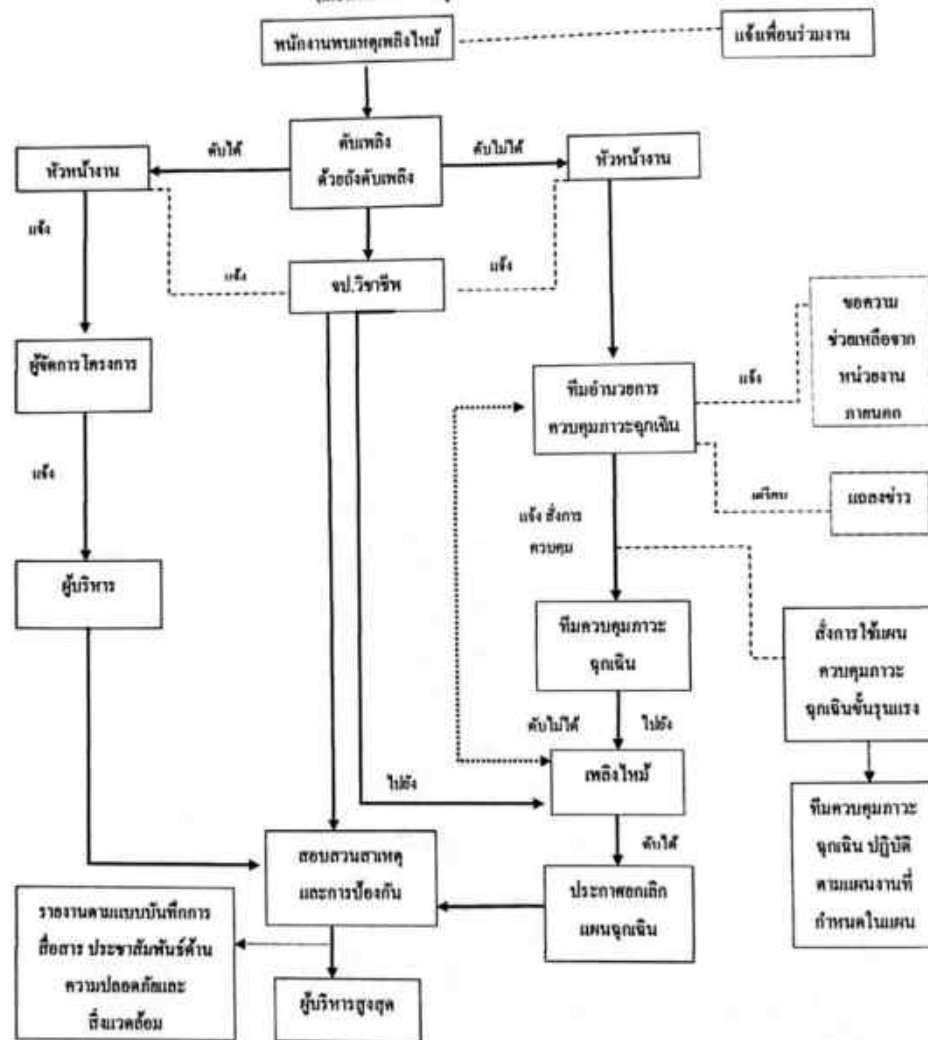 พนักงานพบเหตุเพลิงไหม้
แจ้งเพื่อนร่วมงาน
ดับเพลิง
ด้วยถังดับเพลิง
ดับได้
ดับไม่ได้
หัวหน้างาน
หัวหน้างาน
แจ้ง
แจ้ง
แจ้ง
จป.วิชาชีพ
ผู้จัดการโครงการ
แจ้ง
ผู้บริหาร
ทีมอำนวยการ
ควบคุมภาวะฉุกเฉิน
แจ้ง
ขอความ
ช่วยเหลือจาก
หน่วยงาน
ภายนอก
เตรียม
แถลงข่าว
แจ้ง สั่งการ
ควบคุม
ทีมควบคุมภาวะ
ฉุกเฉิน
สั่งการใช้แผน
ควบคุมภาวะ
ฉุกเฉินขั้นรุนแรง
ดับไม่ได้
ไปยัง
เพลิงไหม้
ไปยัง
ดับได้
ทีมควบคุมภาวะ
ฉุกเฉิน ปฏิบัติ
ตามแผนงานที่
กำหนดในแผน
สอบสวนสาเหตุ
และการป้องกัน
ประกาศยกเลิก
แผนฉุกเฉิน
รายงานตามแบบบันทึกการ
สื่อสาร ประชาสัมพันธ์ด้าน
ความปลอดภัยและ
สิ่งแวดล้อม
ผู้บริหารสูงสุด